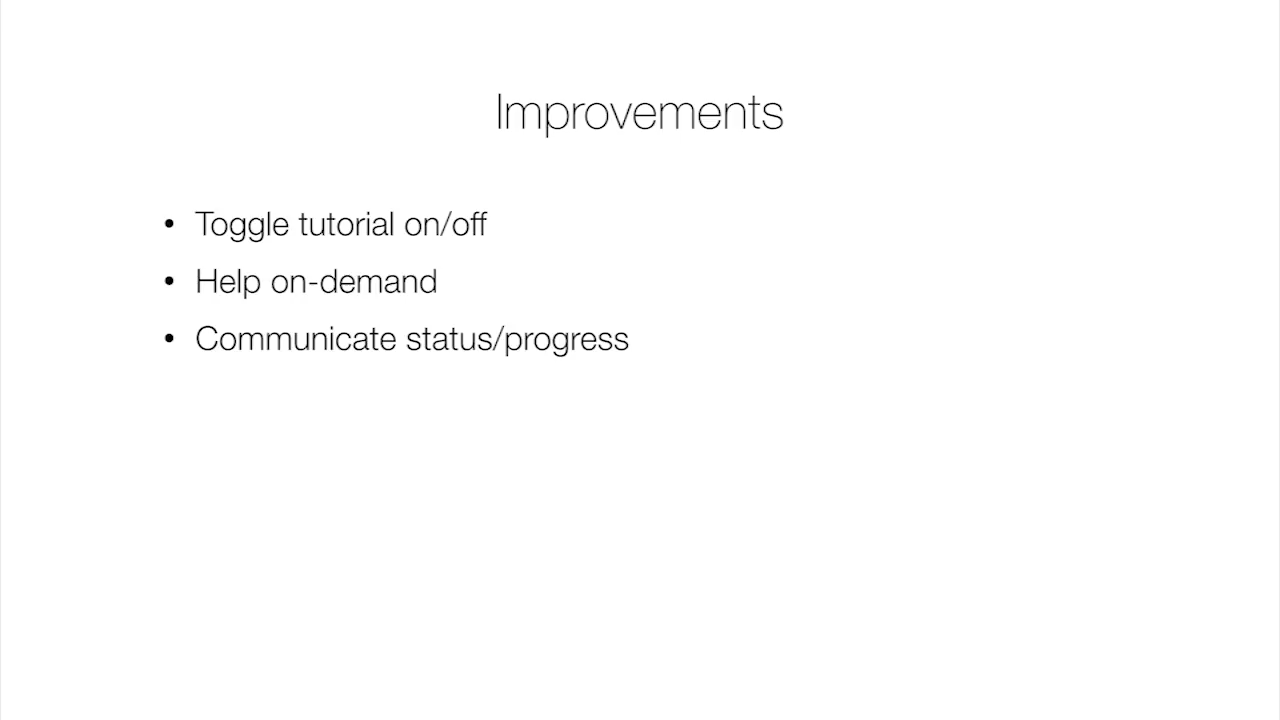 Improvements
• Toggle tutorial on/off
• Help on-demand
• Communicate status/progress